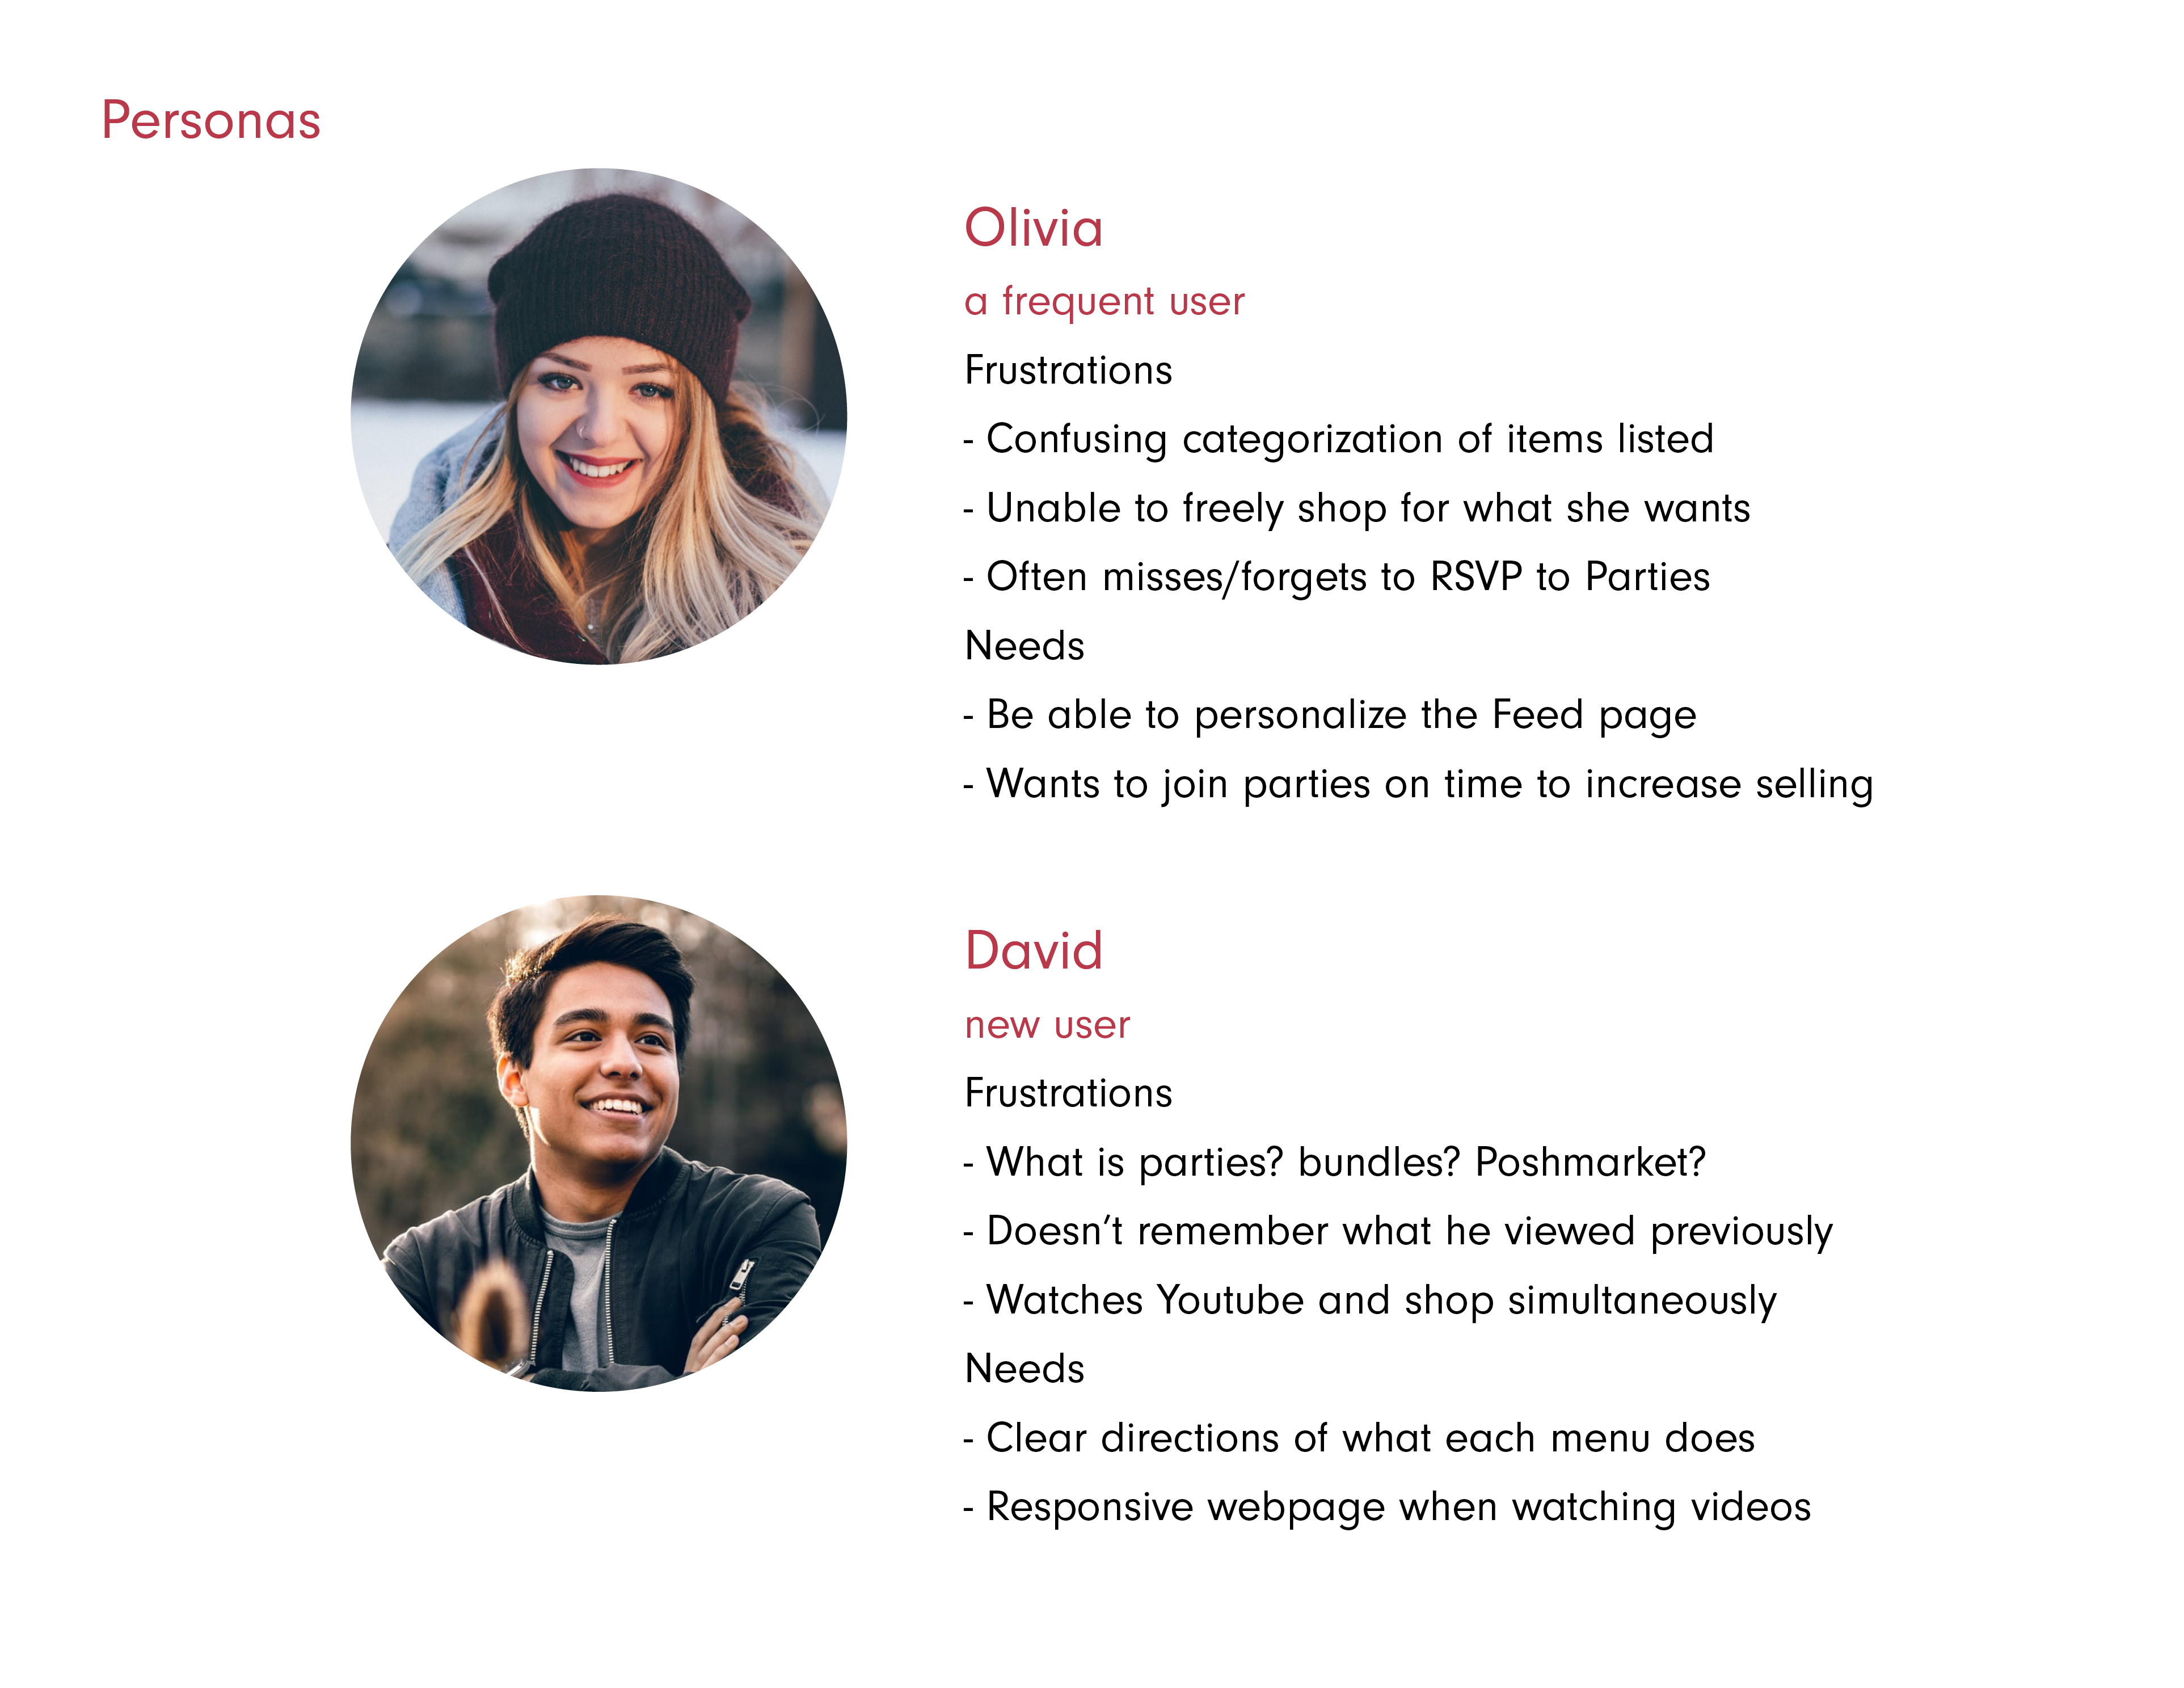 Personas
Olivia
a frequent user
Frustrations
- Confusing categorization of items listed
- Unable to freely shop for what she wants
- Often misses/forgets to RSVP to Parties
Needs
- Be able to personalize the Feed page
- Wants to join parties on time to increase selling
David
new user
Frustrations
- What is parties? bundles? Poshmarket?
- Doesn’t remember what he viewed previously
- Watches Youtube and shop simultaneously
Needs
- Clear directions of what each menu does
- Responsive webpage when watching videos